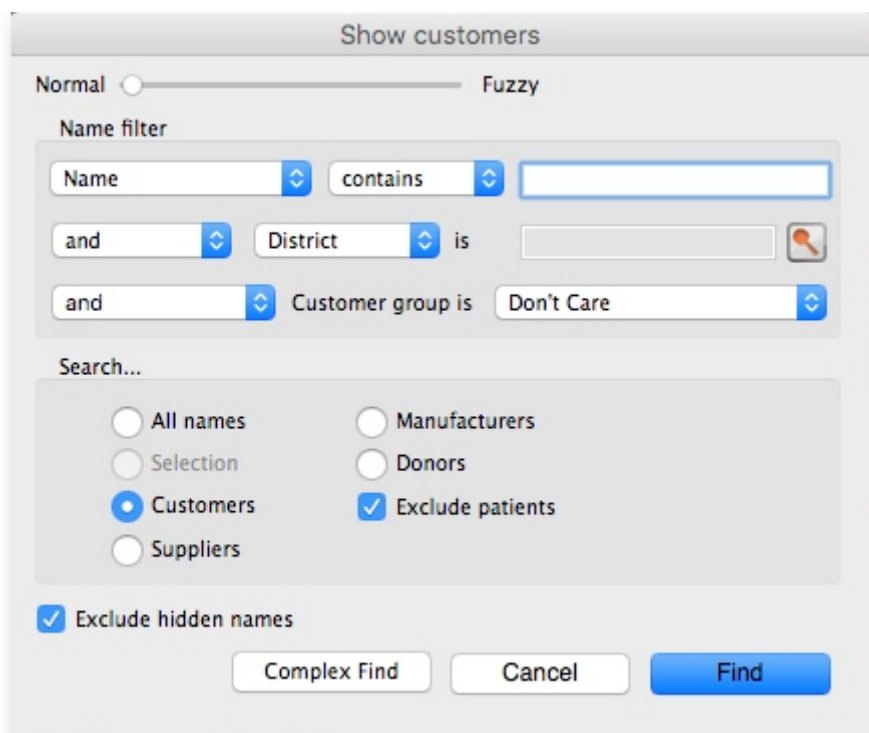 Show customers
Normal Fuzzy
Name filter
Name contains
and District is
and Customer group is Don't Care
Search...
All names Manufacturers
Selection Donors
Customers Exclude patients
Suppliers
Exclude hidden names
Complex Find Cancel Find